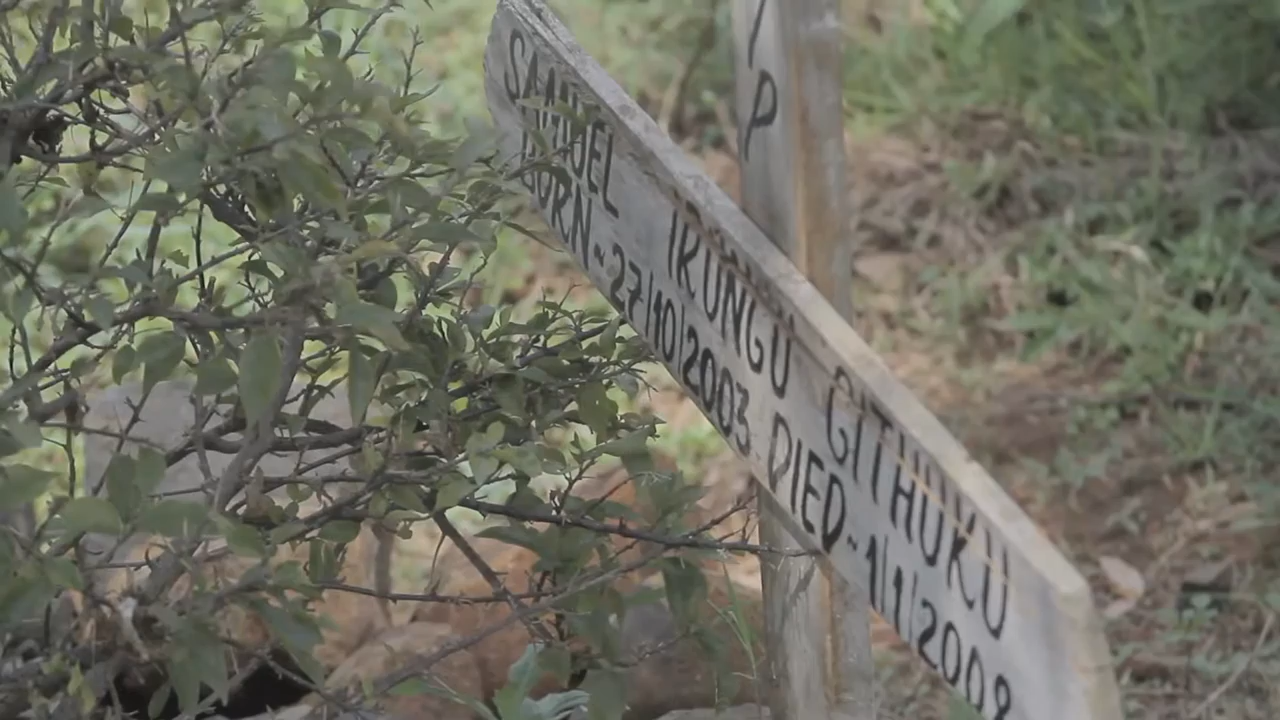 I
P
SAMUEL IRUNGU GITHUKU
BORN~27/10/2003 DIED~1/1/2008